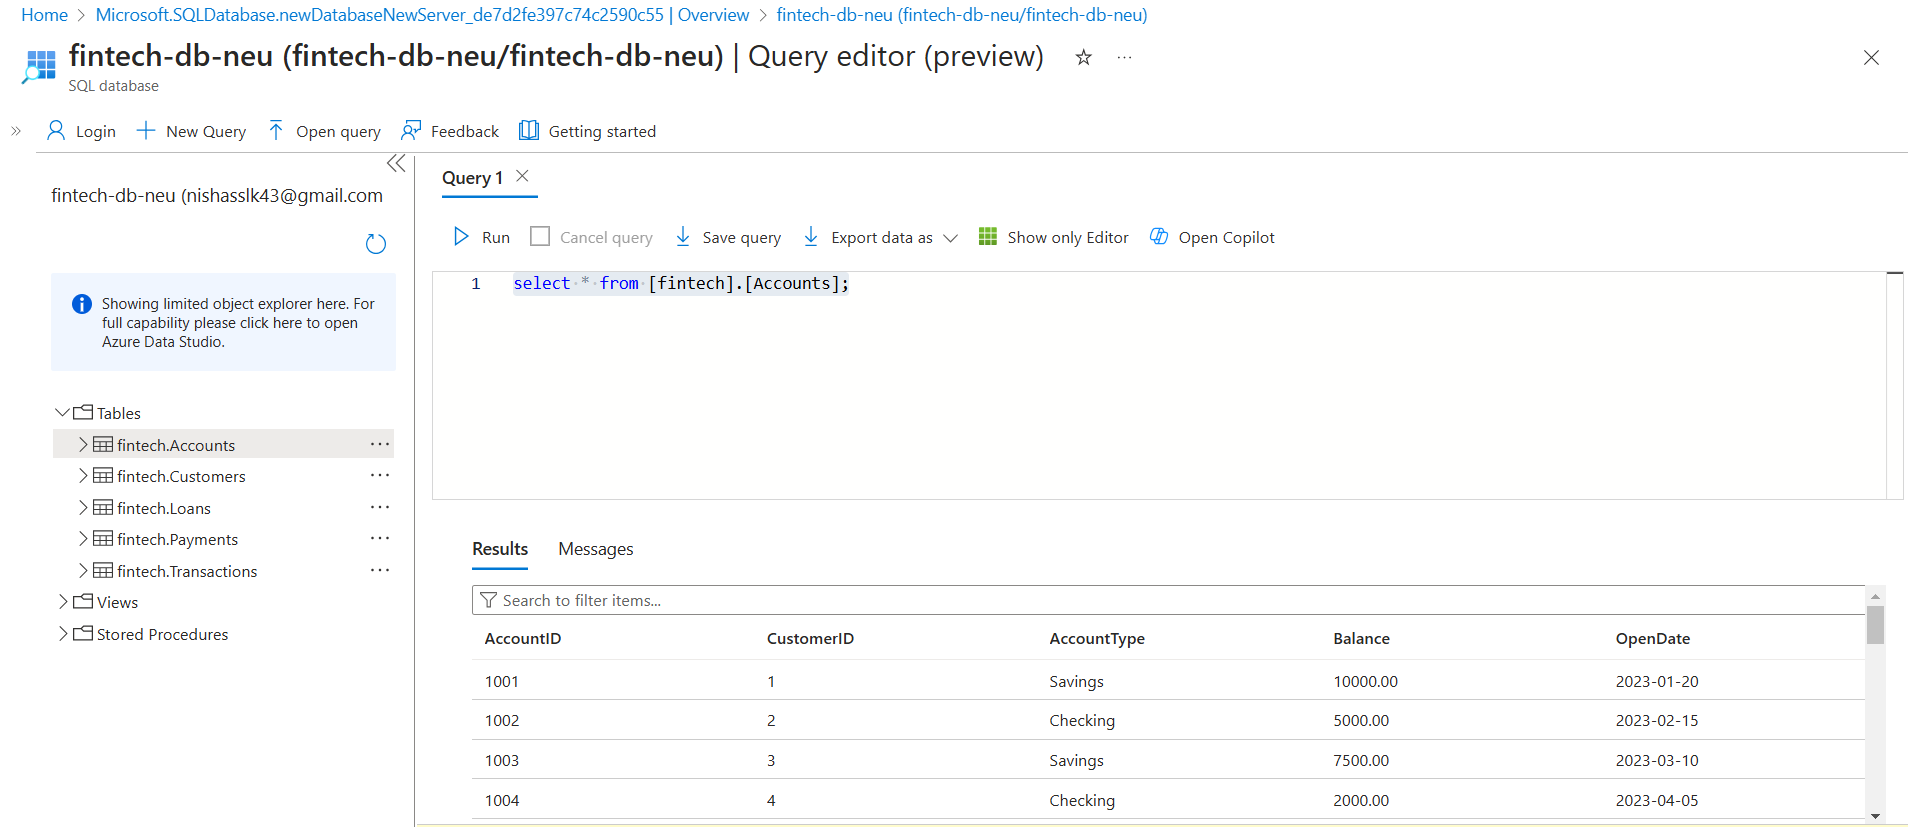 Home > Microsoft.SQLDatabase.newDatabaseNewServer_de7d2fe397c74c2590c55 | Overview > fintech-db-neu (fintech-db-neu/fintech-db-neu)
fintech-db-neu (fintech-db-neu/fintech-db-neu) | Query editor (preview)
SQL database
Login New Query Open query Feedback Getting started
fintech-db-neu (nishasslk43@gmail.com
Showing limited object explorer here. For
full capability please click here to open
Azure Data Studio.
Tables
fintech.Accounts
fintech.Customers
fintech.Loans
fintech.Payments
fintech.Transactions
Views
Stored Procedures
Query 1
Run Cancel query Save query Export data as Show only Editor Open Copilot
1 select * from [fintech].[Accounts];
Results Messages
Search to filter items...
AccountID CustomerID AccountType Balance OpenDate
1001 1 Savings 10000.00 2023-01-20
1002 2 Checking 5000.00 2023-02-15
1003 3 Savings 7500.00 2023-03-10
1004 4 Checking 2000.00 2023-04-05